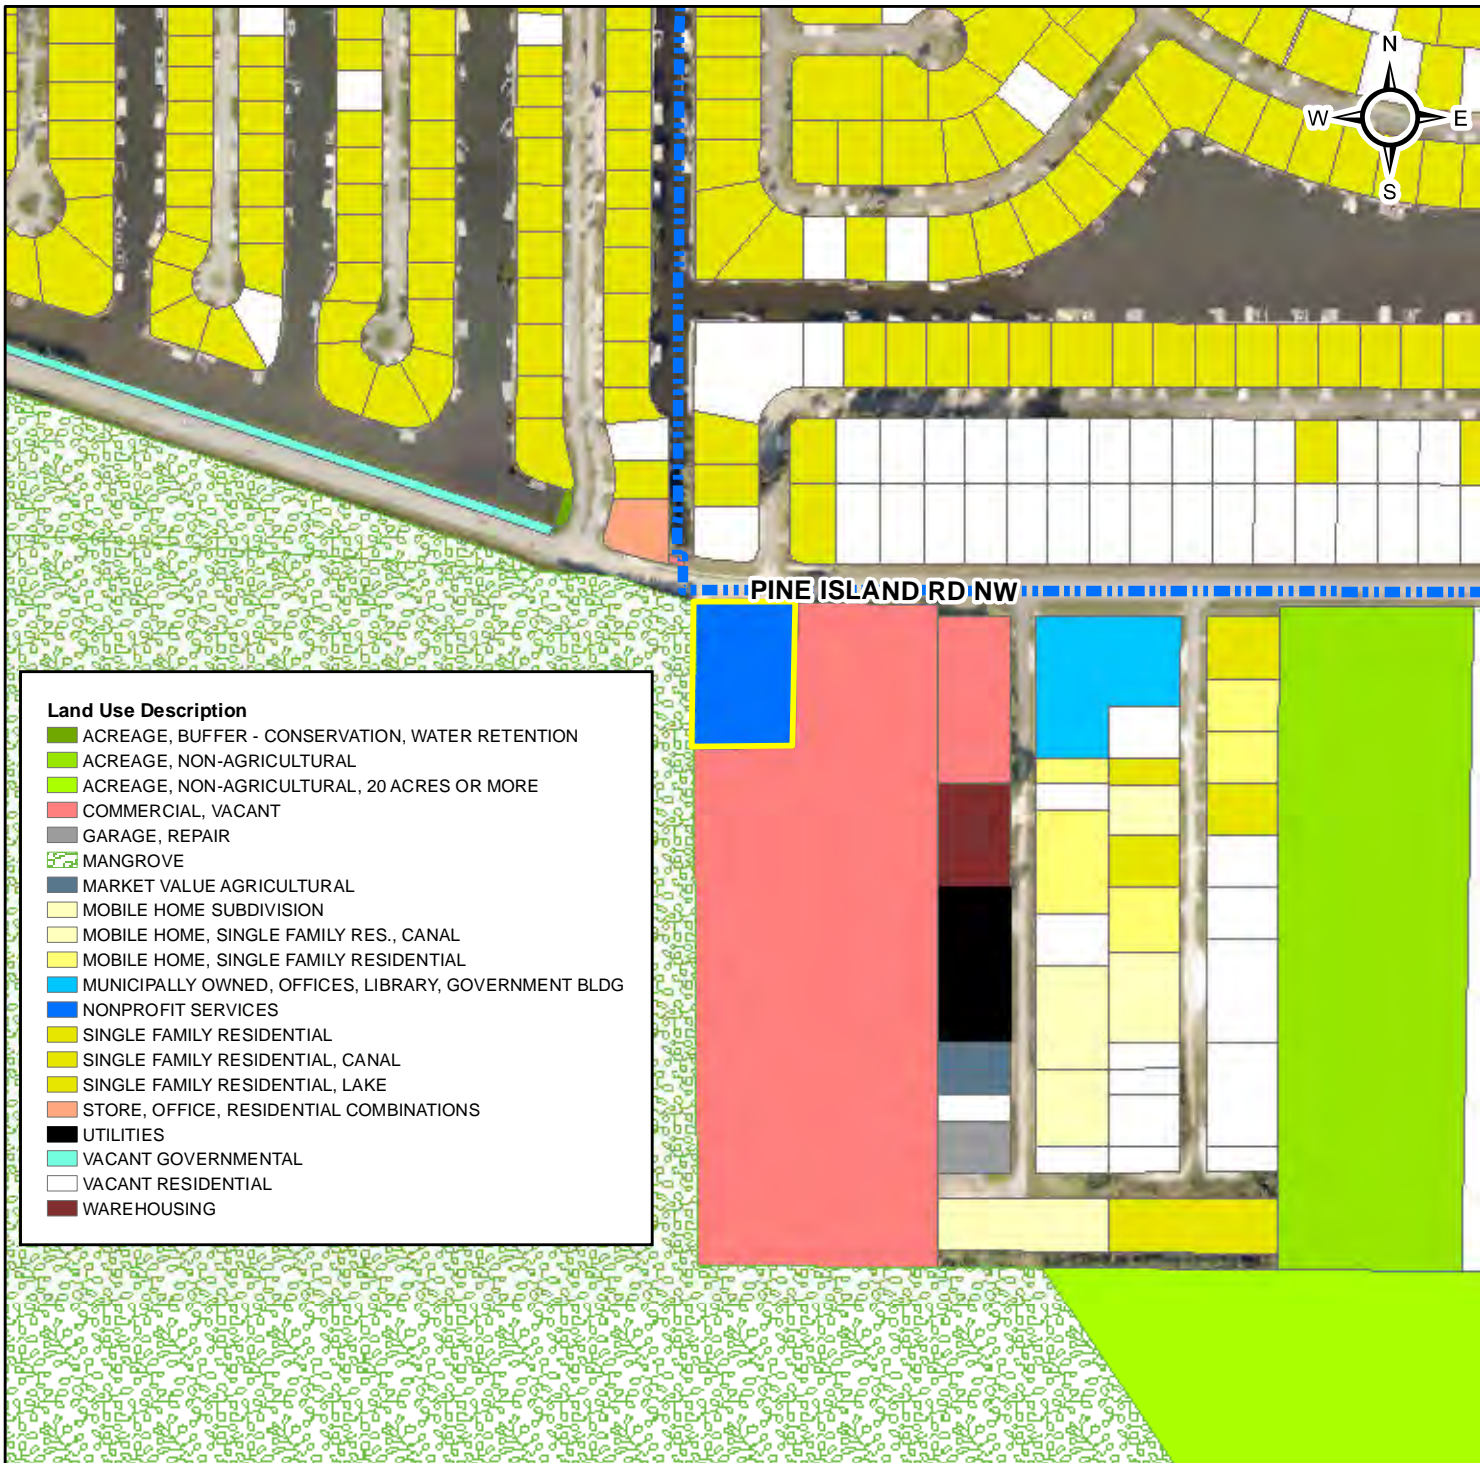 N
W E
S
PINE ISLAND RD NW
Land Use Description
ACREAGE, BUFFER - CONSERVATION, WATER RETENTION
ACREAGE, NON-AGRICULTURAL
ACREAGE, NON-AGRICULTURAL, 20 ACRES OR MORE
COMMERCIAL, VACANT
GARAGE, REPAIR
MANGROVE
MARKET VALUE AGRICULTURAL
MOBILE HOME SUBDIVISION
MOBILE HOME, SINGLE FAMILY RES., CANAL
MOBILE HOME, SINGLE FAMILY RESIDENTIAL
MUNICIPALLY OWNED, OFFICES, LIBRARY, GOVERNMENT BLDG
NONPROFIT SERVICES
SINGLE FAMILY RESIDENTIAL
SINGLE FAMILY RESIDENTIAL, CANAL
SINGLE FAMILY RESIDENTIAL, LAKE
STORE, OFFICE, RESIDENTIAL COMBINATIONS
UTILITIES
VACANT GOVERNMENTAL
VACANT RESIDENTIAL
WAREHOUSING